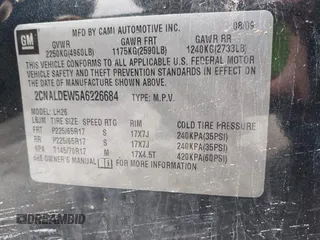 GM
MFD BY CAMI AUTOMOTIVE INC. 08/09
GVWR GAWR FRT GAWR RR
2250KG(4960LB) 1175KG(2590LB) 1240KG(2733LB)
THIS VEHICLE CONFORMS TO ALL APPLICABLE U.S. FEDERAL
MOTOR VEHICLE SAFETY, BUMPER, AND THEFT PREVENTION
STANDARDS IN EFFECT ON THE DATE OF MANUFACTURE
SHOWN ABOVE.
2CNALDEW5A6226684 TYPE: M.P.V.
MODEL: LH26
TIRE SIZE SPEED RTG RIM COLD TIRE PRESSURE
FRT P225/65R17 S 17X7J 240KPA(35PSI)
RR P225/65R17 S 17X7J 240KPA(35PSI)
SPA T145/70R17 M 17X4.5T 420KPA(60PSI)
SEE OWNER'S MANUAL FOR ADDITIONAL INFORMATION
DREAMBID